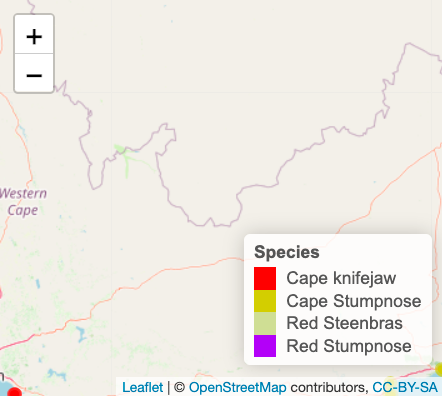 +
−
Western
Cape
Species
Cape knifejaw
Cape Stumpnose
Red Steenbras
Red Stumpnose
Leaflet | © OpenStreetMap contributors, CC-BY-SA